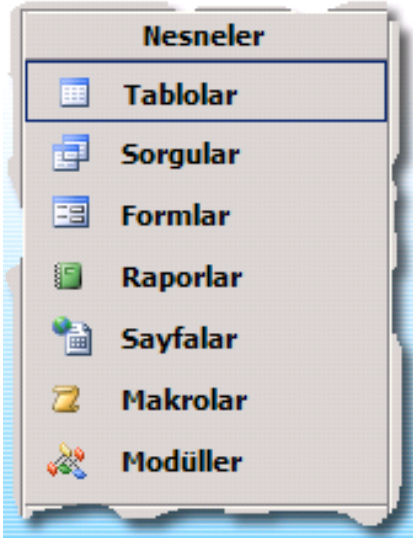 Nesneler
Tablolar
Sorgular
Formlar
Raporlar
Sayfalar
Makrolar
Modüller